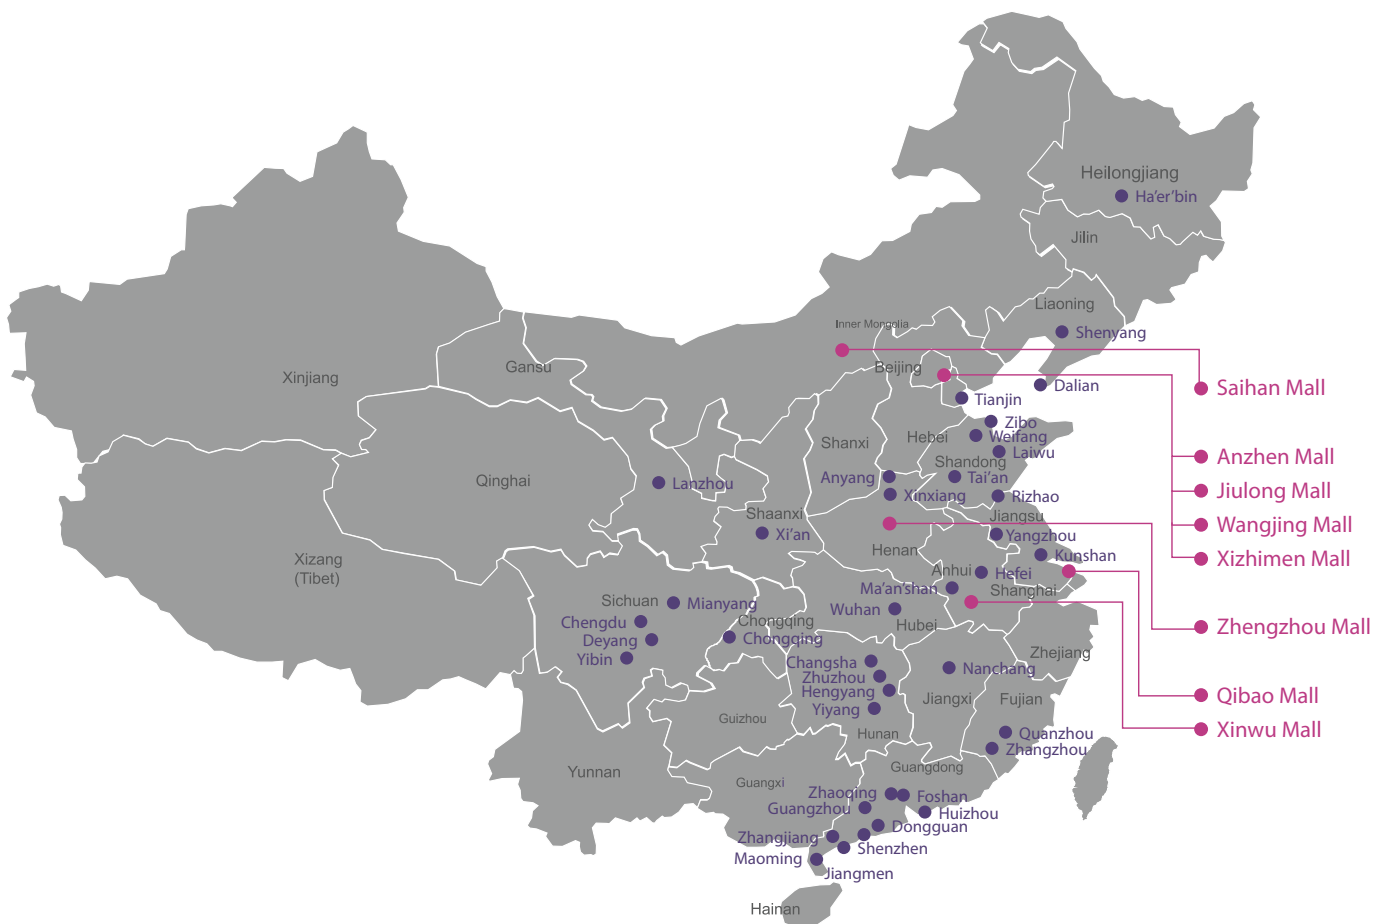 Heilongjiang
Ha'er'bin
Jilin
Liaoning
Inner Mongolia
Shenyang
Beijing
Gansu
Xinjiang
Dalian
Saihan Mall
Tianjin
Zibo
Shanxi
Hebei
Weifang
Laiwu
Anzhen Mall
Shandong
Qinghai
Anyang
Tai'an
Lanzhou
Jiulong Mall
Xinxiang
Rizhao
Shaanxi
Jiangsu
Wangjing Mall
Xi'an
Yangzhou
Henan
Kunshan
Xizhimen Mall
Xizang
(Tibet)
Anhui
Hefei
Ma'an'shan
Shanghai
Sichuan
Mianyang
Wuhan
Hubei
Chengdu
Chongqing
Zhengzhou Mall
Deyang
Chongqing
Zhejiang
Yibin
Changsha
Nanchang
Zhuzhou
Hengyang
Jiangxi
Fujian
Qibao Mall
Yiyang
Guizhou
Hunan
Quanzhou
Xinwu Mall
Zhangzhou
Yunnan
Guangxi
Guangdong
Zhaoqing
Foshan
Guangzhou
Huizhou
Dongguan
Zhangjiang
Shenzhen
Maoming
Jiangmen
Hainan